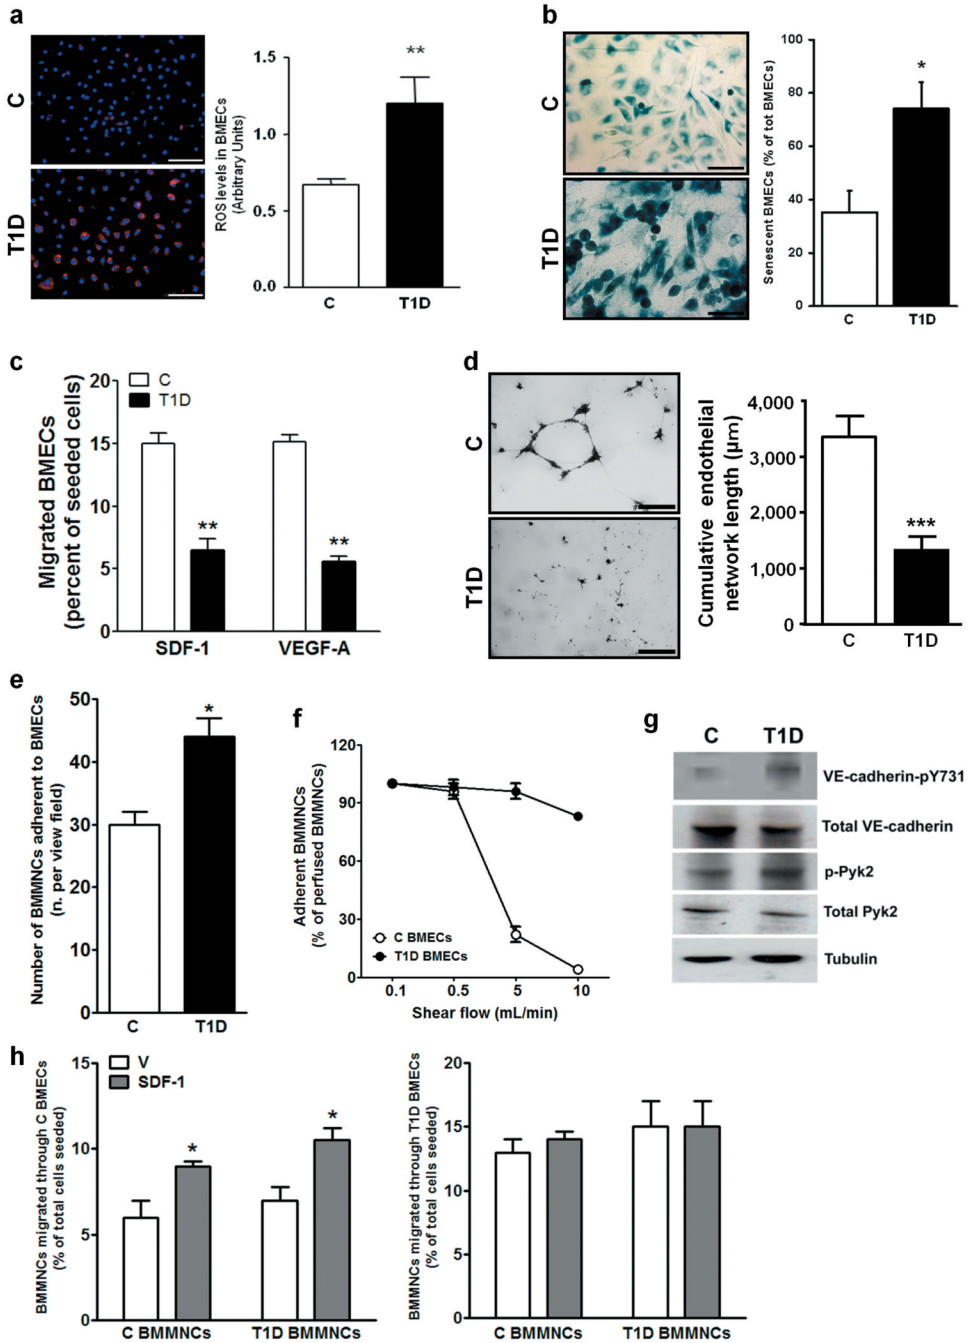 a
C
T1D
ROS levels in BMECs
(Arbitrary Units)
1.5
1.0
0.5
0.0
**
C
T1D
b
C
T1D
Senescent BMECs (% of tot BMECs)
100
80
60
40
20
0
*
C
T1D
c
Migrated BMECs
(percent of seeded cells)
20
15
10
5
0
C
T1D
**
**
SDF-1
VEGF-A
d
C
T1D
Cumulative endothelial
network length (µm)
4,000
3,000
2,000
1,000
0
***
C
T1D
e
Number of BMMNCs adherent to BMECs
(n. per view field)
50
40
30
20
10
0
*
C
T1D
f
Adherent BMMNCs
(% of perfused BMMNCs)
120
90
60
30
0
C BMECs
T1D BMECs
0.1
0.5
5
10
Shear flow (mL/min)
g
C
T1D
VE-cadherin-pY731
Total VE-cadherin
p-Pyk2
Total Pyk2
Tubulin
h
BMMNCs migrated through C BMECs
(% of total cells seeded)
15
10
5
0
V
SDF-1
*
*
C BMMNCs
T1D BMMNCs
BMMNCs migrated through T1D BMECs
(% of total cells seeded)
20
15
10
5
0
C BMMNCs
T1D BMMNCs